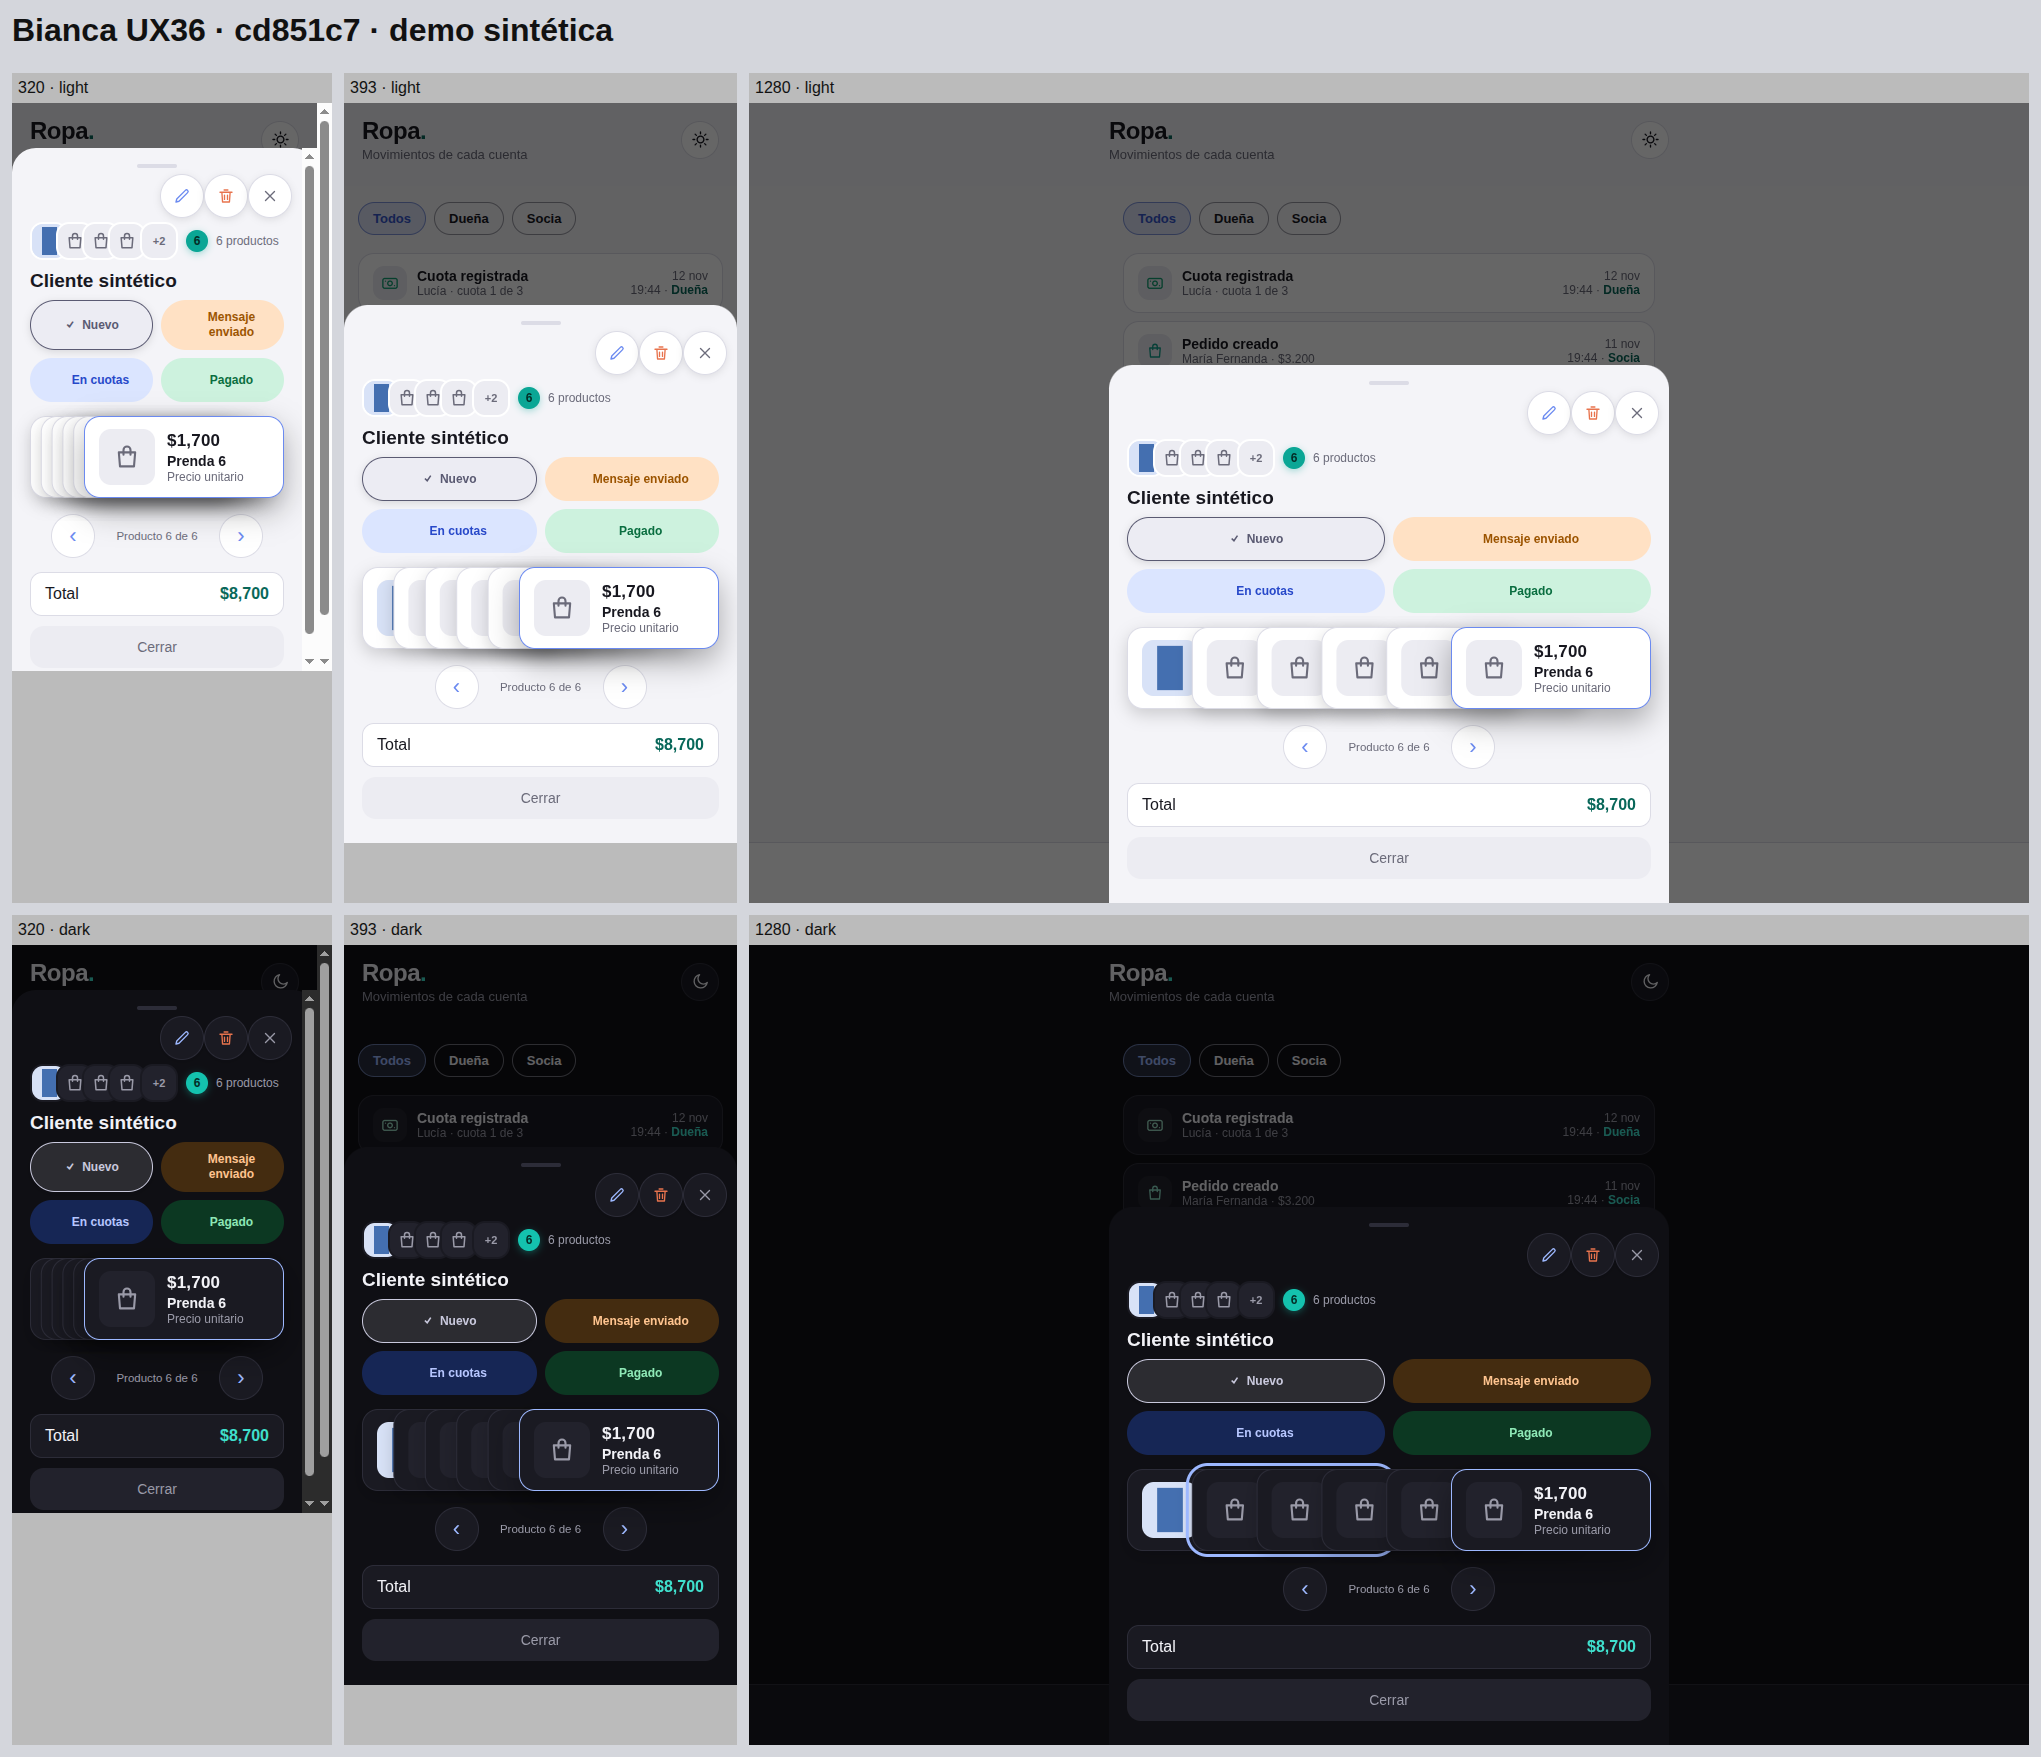 Bianca UX36 · cd851c7 · demo sintética
320 · light
Ropa.
+2
6
6 productos
Cliente sintético
✓ Nuevo
Mensaje
enviado
En cuotas
Pagado
$1,700
Prenda 6
Precio unitario
‹ Producto 6 de 6 ›
Total $8,700
Cerrar
393 · light
Ropa.
Movimientos de cada cuenta
Todos Dueña Socia
Cuota registrada 12 nov
Lucía · cuota 1 de 3 19:44 · Dueña
+2
6
6 productos
Cliente sintético
✓ Nuevo Mensaje enviado
En cuotas Pagado
$1,700
Prenda 6
Precio unitario
‹ Producto 6 de 6 ›
Total $8,700
Cerrar
1280 · light
Ropa.
Movimientos de cada cuenta
Todos Dueña Socia
Cuota registrada 12 nov
Lucía · cuota 1 de 3 19:44 · Dueña
Pedido creado 11 nov
María Fernanda · $3.200 19:44 · Socia
+2
6
6 productos
Cliente sintético
✓ Nuevo Mensaje enviado
En cuotas Pagado
$1,700
Prenda 6
Precio unitario
‹ Producto 6 de 6 ›
Total $8,700
Cerrar
320 · dark
Ropa.
+2
6
6 productos
Cliente sintético
✓ Nuevo
Mensaje
enviado
En cuotas
Pagado
$1,700
Prenda 6
Precio unitario
‹ Producto 6 de 6 ›
Total $8,700
Cerrar
393 · dark
Ropa.
Movimientos de cada cuenta
Todos Dueña Socia
Cuota registrada 12 nov
Lucía · cuota 1 de 3 19:44 · Dueña
+2
6
6 productos
Cliente sintético
✓ Nuevo Mensaje enviado
En cuotas Pagado
$1,700
Prenda 6
Precio unitario
‹ Producto 6 de 6 ›
Total $8,700
Cerrar
1280 · dark
Ropa.
Movimientos de cada cuenta
Todos Dueña Socia
Cuota registrada 12 nov
Lucía · cuota 1 de 3 19:44 · Dueña
Pedido creado 11 nov
María Fernanda · $3.200 19:44 · Socia
+2
6
6 productos
Cliente sintético
✓ Nuevo Mensaje enviado
En cuotas Pagado
$1,700
Prenda 6
Precio unitario
‹ Producto 6 de 6 ›
Total $8,700
Cerrar